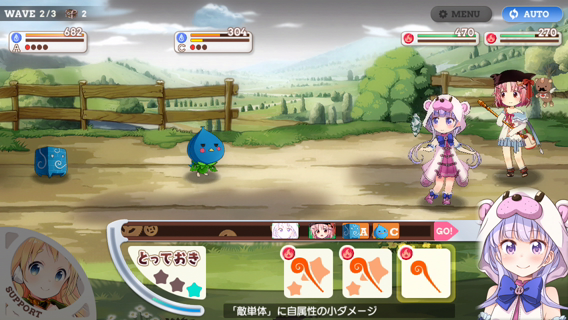 WAVE 2/3 2
MENU
AUTO
682
A
304
C
470
270
A C GO!
とっておき
SUPPORT
「敵単体」に自属性の小ダメージ